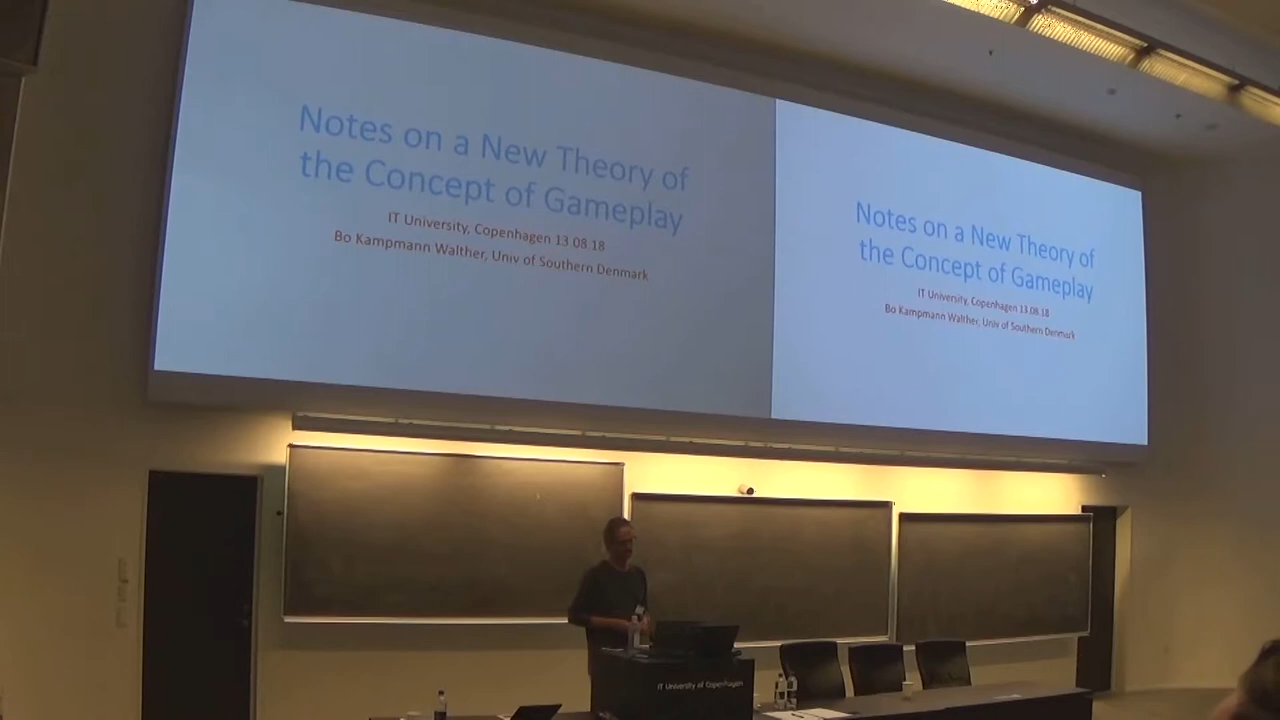 Notes on a New Theory of
the Concept of Gameplay
IT University, Copenhagen 13.08.18
Bo Kampmann Walther, Univ of Southern Denmark
Notes on a New Theory of
the Concept of Gameplay
IT University, Copenhagen 13.08.18
Bo Kampmann Walther, Univ of Southern Denmark
IT University of Copenhagen